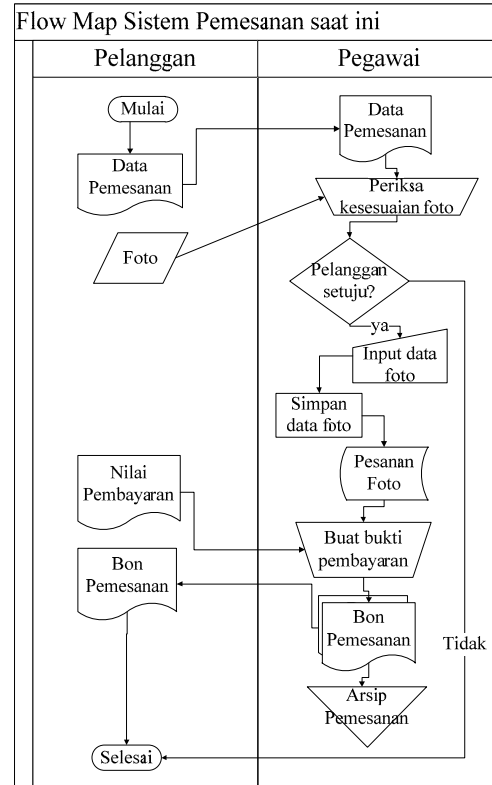 Flow Map Sistem Pemesanan saat ini
Pelanggan
Pegawai
Mulai
Data
Pemesanan
Data
Pemesanan
Periksa
kesesuaian foto
Foto
Pelanggan
setuju?
ya
Input data
foto
Simpan
data foto
Pesanan
Foto
Nilai
Pembayaran
Buat bukti
pembayaran
Bon
Pemesanan
Bon
Pemesanan
Tidak
Arsip
Pemesanan
Selesai